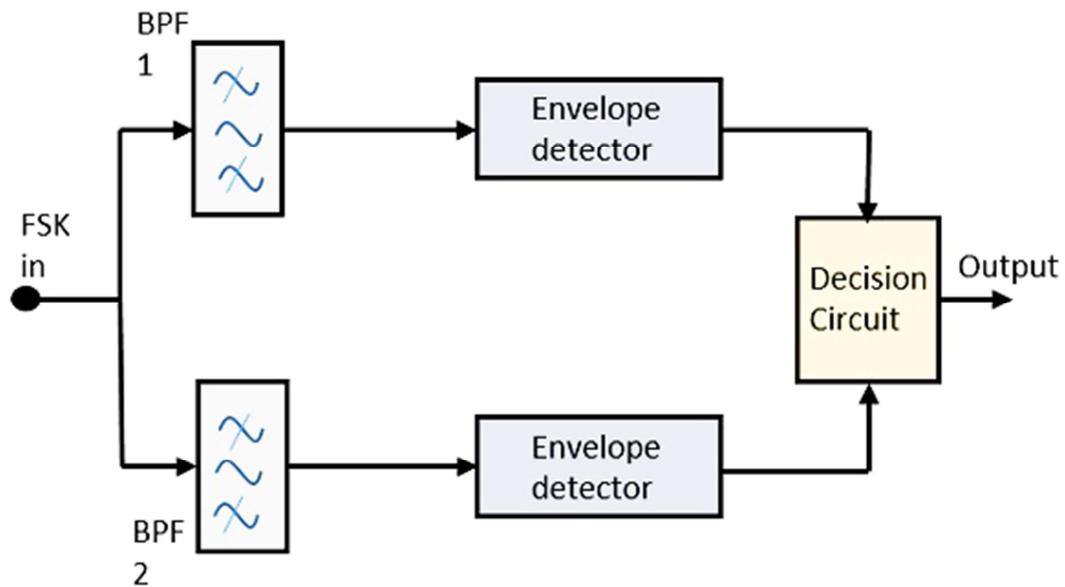 BPF
1
Envelope
detector
FSK
in
Decision
Circuit
Output
Envelope
detector
BPF
2